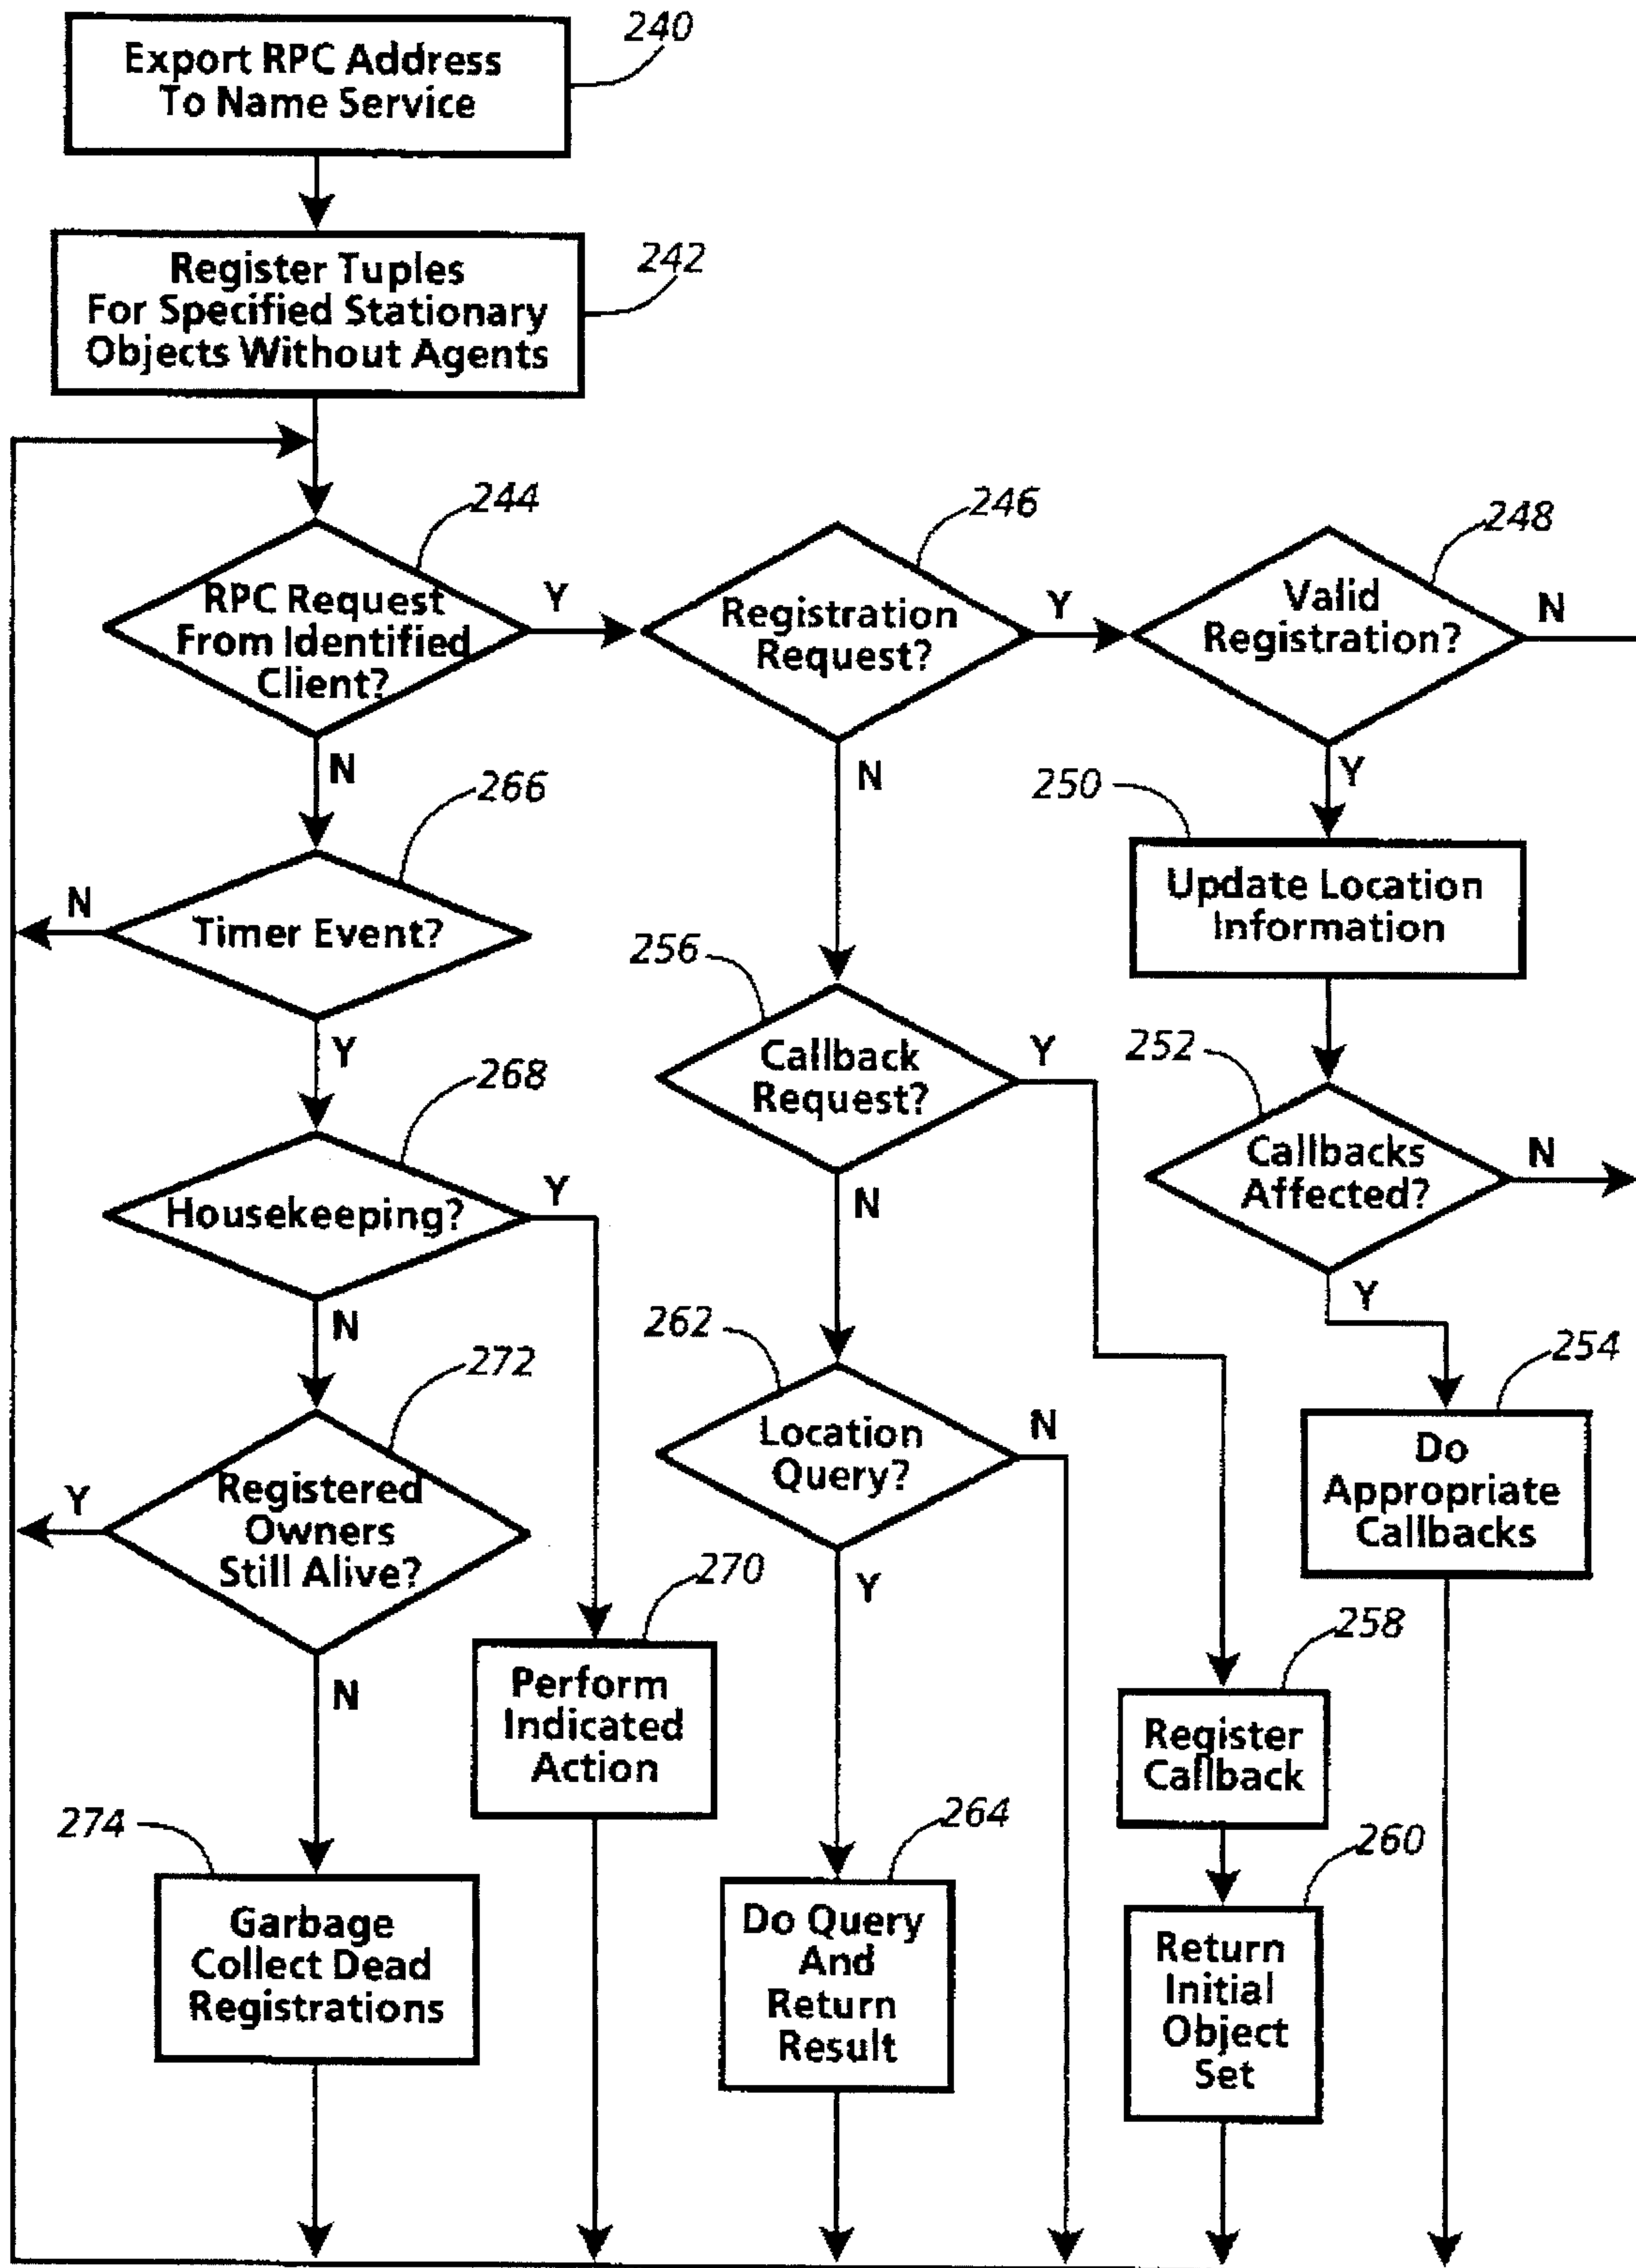 240
Export RPC Address
To Name Service
242
Register Tuples
For Specified Stationary
Objects Without Agents
244
RPC Request
From Identified
Client?
Y
N
246
Registration
Request?
Y
N
248
Valid
Registration?
N
Y
250
Update Location
Information
252
Callbacks
Affected?
N
Y
254
Do
Appropriate
Callbacks
256
Callback
Request?
Y
N
258
Register
Callback
260
Return
Initial
Object
Set
262
Location
Query?
N
Y
264
Do Query
And
Return
Result
266
Timer Event?
N
Y
268
Housekeeping?
Y
N
270
Perform
Indicated
Action
272
Registered
Owners
Still Alive?
Y
N
274
Garbage
Collect Dead
Registrations